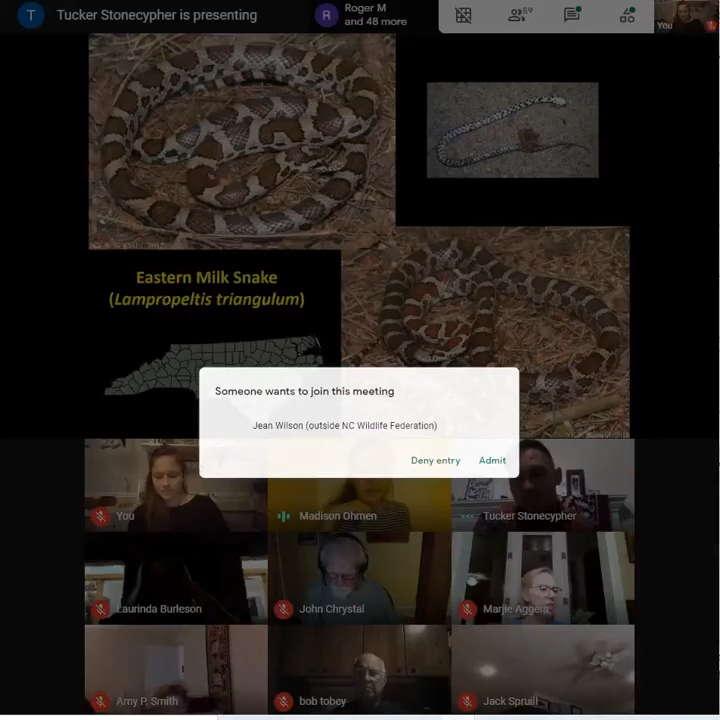 T Tucker Stonecypher is presenting
R Roger M
and 48 more
59
You
Eastern Milk Snake
(Lampropeltis triangulum)
Someone wants to join this meeting
Jean Wilson (outside NC Wildlife Federation)
Deny entry Admit
You Madison Ohmen Tucker Stonecypher
Laurinda Burleson John Chrystal Marjie Aggers
Amy P. Smith bob tobey Jack Spruill